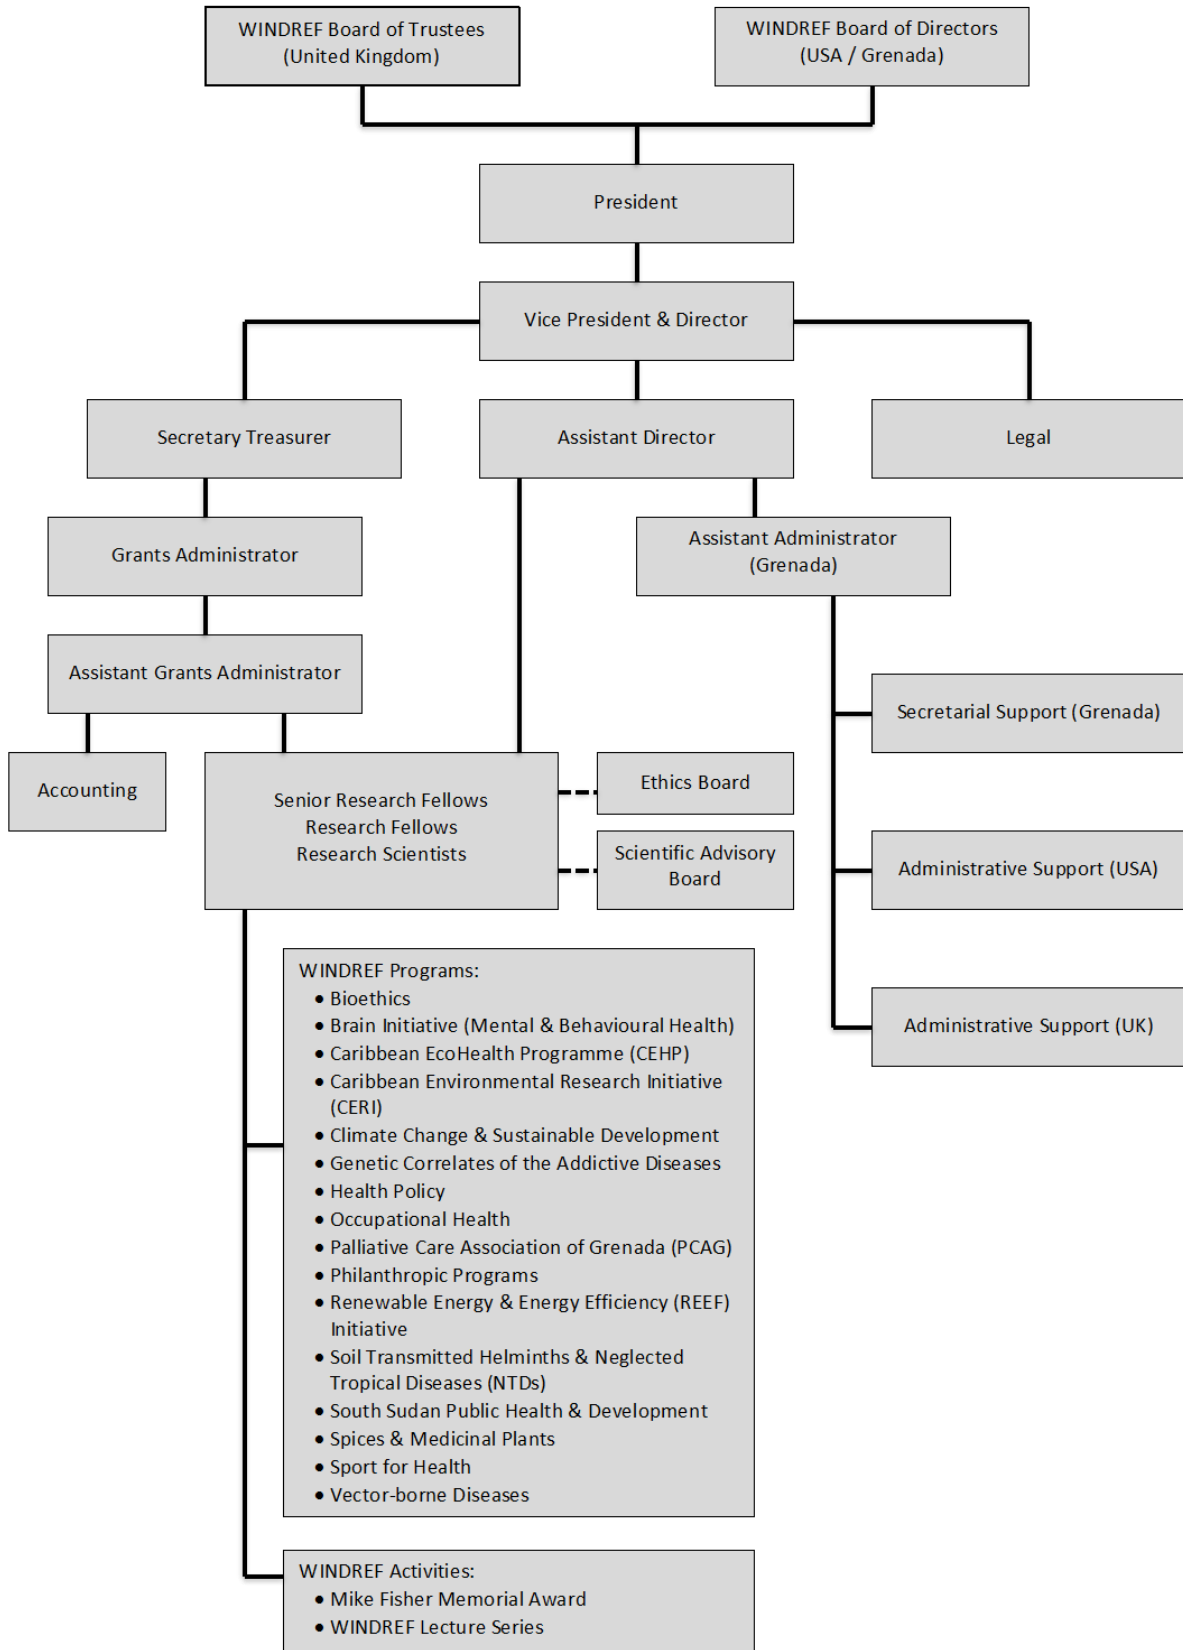 WINDREF Board of Trustees
(United Kingdom)
WINDREF Board of Directors
(USA / Grenada)
President
Vice President & Director
Secretary Treasurer
Assistant Director
Legal
Grants Administrator
Assistant Administrator
(Grenada)
Assistant Grants Administrator
Secretarial Support (Grenada)
Accounting
Senior Research Fellows
Research Fellows
Research Scientists
Ethics Board
Scientific Advisory
Board
Administrative Support (USA)
Administrative Support (UK)
WINDREF Programs:
• Bioethics
• Brain Initiative (Mental & Behavioural Health)
• Caribbean EcoHealth Programme (CEHP)
• Caribbean Environmental Research Initiative
(CERI)
• Climate Change & Sustainable Development
• Genetic Correlates of the Addictive Diseases
• Health Policy
• Occupational Health
• Palliative Care Association of Grenada (PCAG)
• Philanthropic Programs
• Renewable Energy & Energy Efficiency (REEF)
Initiative
• Soil Transmitted Helminths & Neglected
Tropical Diseases (NTDs)
• South Sudan Public Health & Development
• Spices & Medicinal Plants
• Sport for Health
• Vector-borne Diseases
WINDREF Activities:
• Mike Fisher Memorial Award
• WINDREF Lecture Series